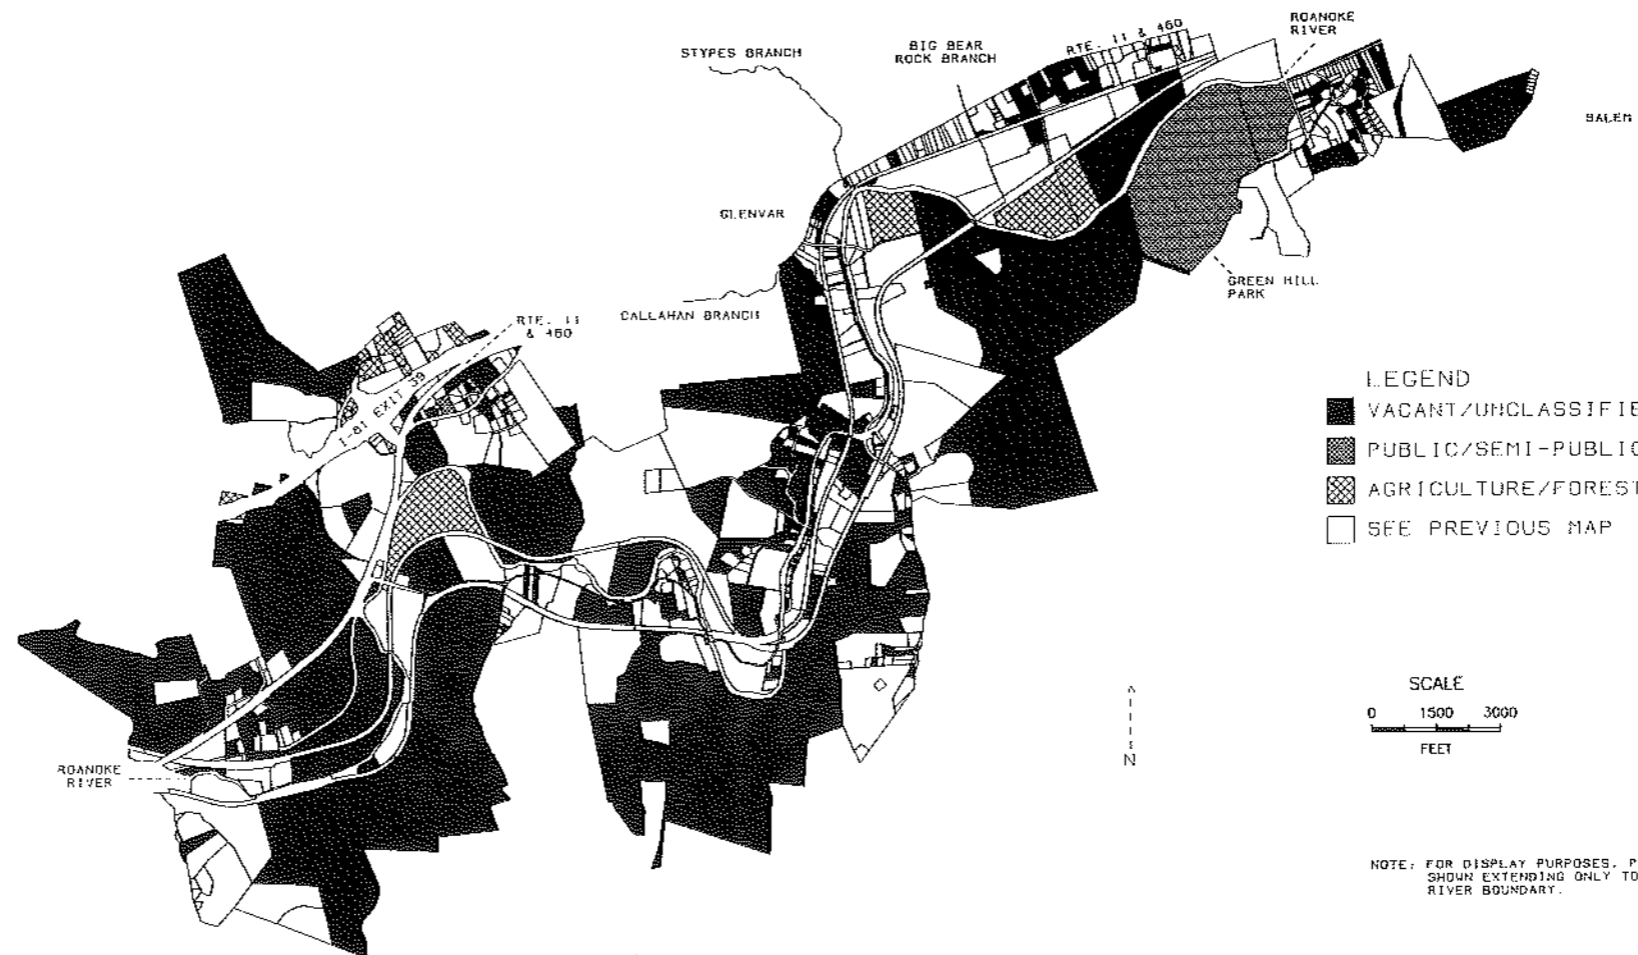 ROANOKE
RIVER
RTE. 11 & 460
BIG BEAR
ROCK BRANCH
STYPES BRANCH
SALEM
GLENVAR
GREEN HILL
PARK
CALLAHAN BRANCH
RTE. 11
& 460
I-81 EXIT 39
LEGEND
VACANT/UNCLASSIFIE
PUBLIC/SEMI-PUBLIC
AGRICULTURE/FOREST
SEE PREVIOUS MAP
SCALE
0 1500 3000
FEET
N
ROANOKE
RIVER
NOTE: FOR DISPLAY PURPOSES, P
SHOWN EXTENDING ONLY TO
RIVER BOUNDARY.